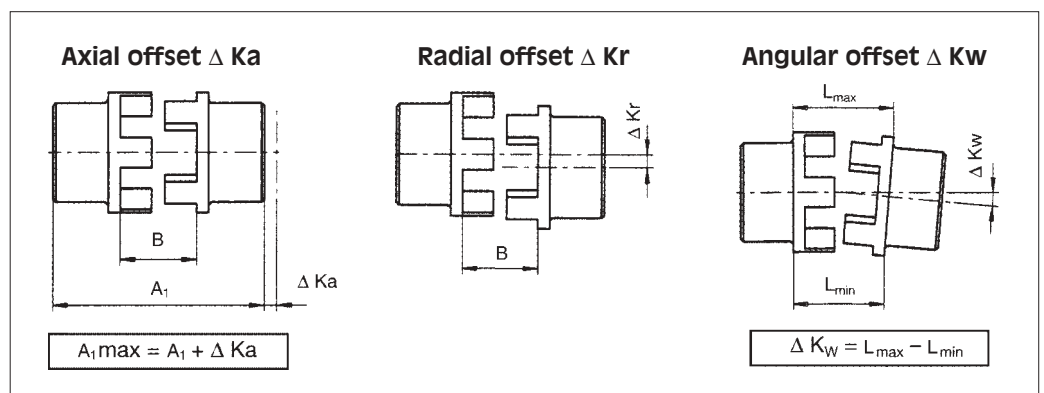 Axial offset Δ Ka
B
A₁
Δ Ka
A₁max = A₁ + Δ Ka
Radial offset Δ Kr
Δ Kr
B
Angular offset Δ Kw
Lmax
Δ Kw
Lmin
Δ KW = Lmax – Lmin